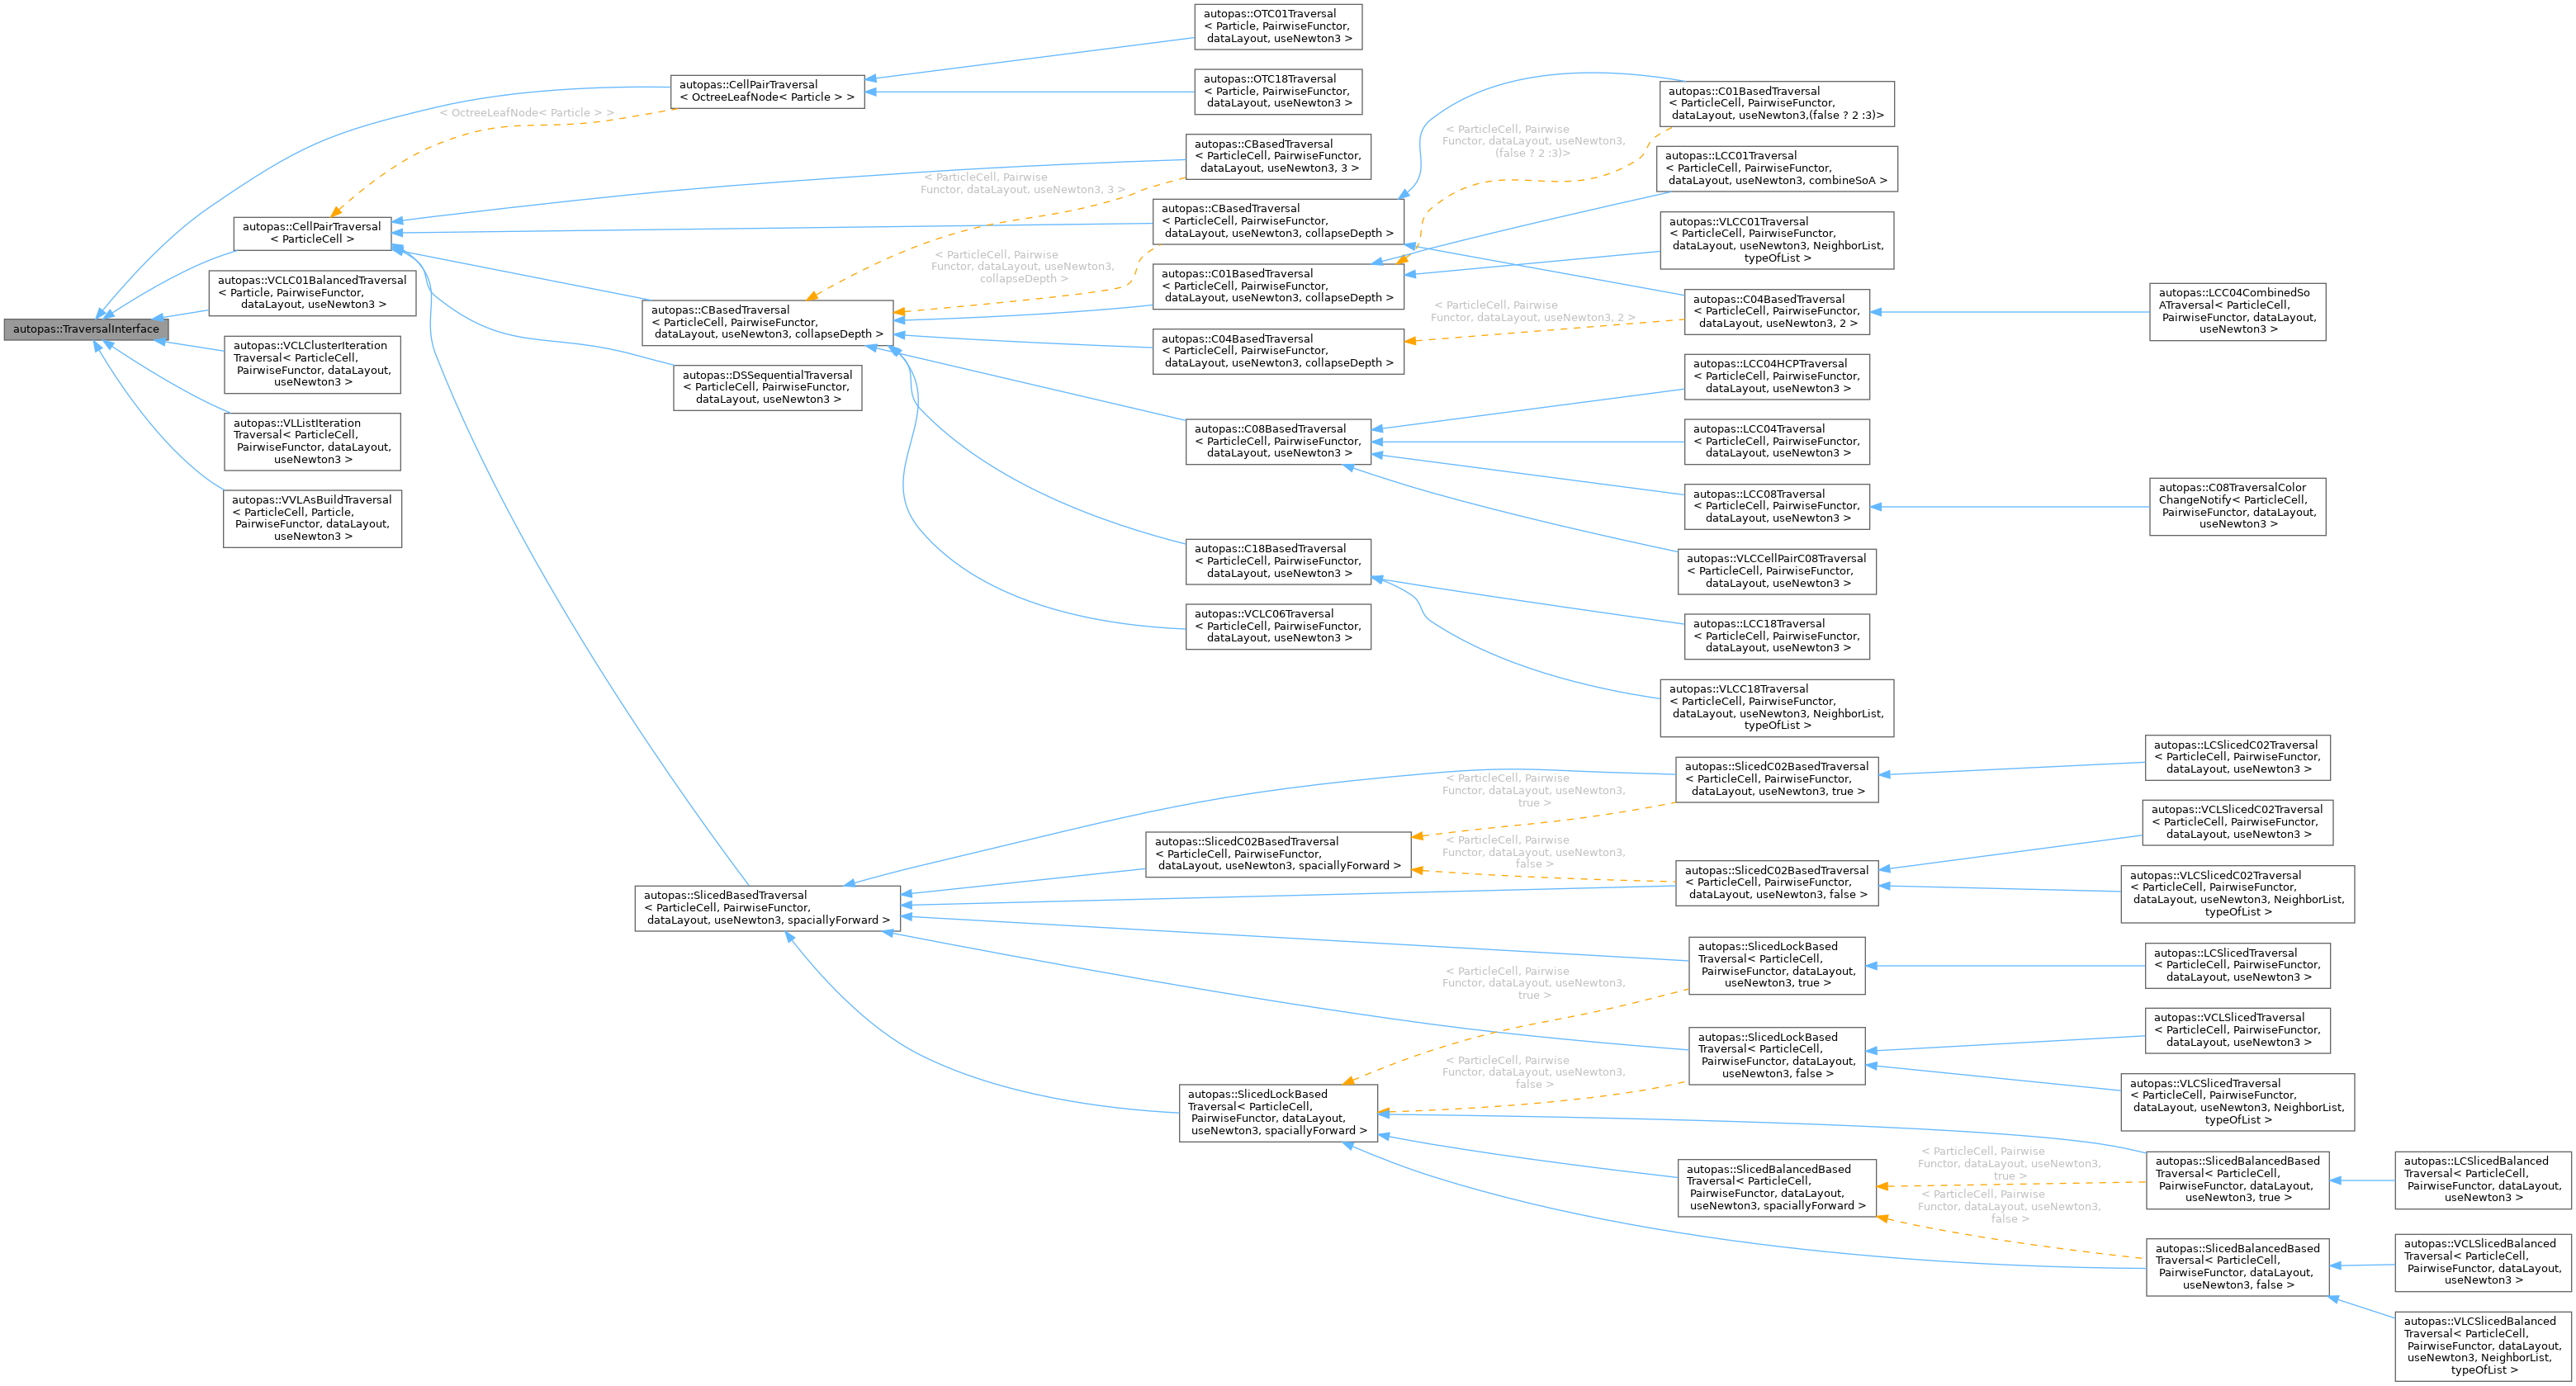 autopas::TraversalInterface
autopas::CellPairTraversal
< OctreeLeafNode< Particle > >
< OctreeLeafNode< Particle > >
autopas::CellPairTraversal
< ParticleCell >
autopas::VCLC01BalancedTraversal
< Particle, PairwiseFunctor,
dataLayout, useNewton3 >
autopas::VCLClusterIteration
Traversal< ParticleCell,
PairwiseFunctor, dataLayout,
useNewton3 >
autopas::VLListIteration
Traversal< ParticleCell,
PairwiseFunctor, dataLayout,
useNewton3 >
autopas::VVLAsBuildTraversal
< ParticleCell, Particle,
PairwiseFunctor, dataLayout,
useNewton3 >
autopas::OTC01Traversal
< Particle, PairwiseFunctor,
dataLayout, useNewton3 >
autopas::OTC18Traversal
< Particle, PairwiseFunctor,
dataLayout, useNewton3 >
autopas::CBasedTraversal
< ParticleCell, PairwiseFunctor,
dataLayout, useNewton3, 3 >
< ParticleCell, Pairwise
Functor, dataLayout, useNewton3, 3 >
autopas::CBasedTraversal
< ParticleCell, PairwiseFunctor,
dataLayout, useNewton3, collapseDepth >
< ParticleCell, Pairwise
Functor, dataLayout, useNewton3,
collapseDepth >
autopas::CBasedTraversal
< ParticleCell, PairwiseFunctor,
dataLayout, useNewton3, collapseDepth >
autopas::DSSequentialTraversal
< ParticleCell, PairwiseFunctor,
dataLayout, useNewton3 >
autopas::C01BasedTraversal
< ParticleCell, PairwiseFunctor,
dataLayout, useNewton3, collapseDepth >
autopas::C04BasedTraversal
< ParticleCell, PairwiseFunctor,
dataLayout, useNewton3, collapseDepth >
autopas::C08BasedTraversal
< ParticleCell, PairwiseFunctor,
dataLayout, useNewton3 >
autopas::C18BasedTraversal
< ParticleCell, PairwiseFunctor,
dataLayout, useNewton3 >
autopas::VCLC06Traversal
< ParticleCell, PairwiseFunctor,
dataLayout, useNewton3 >
< ParticleCell, Pairwise
Functor, dataLayout, useNewton3,
(false ? 2 :3)>
autopas::C01BasedTraversal
< ParticleCell, PairwiseFunctor,
dataLayout, useNewton3,(false ? 2 :3)>
autopas::LCC01Traversal
< ParticleCell, PairwiseFunctor,
dataLayout, useNewton3, combineSoA >
autopas::VLCC01Traversal
< ParticleCell, PairwiseFunctor,
dataLayout, useNewton3, NeighborList,
typeOfList >
< ParticleCell, Pairwise
Functor, dataLayout, useNewton3, 2 >
autopas::C04BasedTraversal
< ParticleCell, PairwiseFunctor,
dataLayout, useNewton3, 2 >
autopas::LCC04CombinedSo
ATraversal< ParticleCell,
PairwiseFunctor, dataLayout,
useNewton3 >
autopas::LCC04HCPTraversal
< ParticleCell, PairwiseFunctor,
dataLayout, useNewton3 >
autopas::LCC04Traversal
< ParticleCell, PairwiseFunctor,
dataLayout, useNewton3 >
autopas::LCC08Traversal
< ParticleCell, PairwiseFunctor,
dataLayout, useNewton3 >
autopas::C08TraversalColor
ChangeNotify< ParticleCell,
PairwiseFunctor, dataLayout,
useNewton3 >
autopas::VLCCellPairC08Traversal
< ParticleCell, PairwiseFunctor,
dataLayout, useNewton3 >
autopas::LCC18Traversal
< ParticleCell, PairwiseFunctor,
dataLayout, useNewton3 >
autopas::VLCC18Traversal
< ParticleCell, PairwiseFunctor,
dataLayout, useNewton3, NeighborList,
typeOfList >
autopas::SlicedBasedTraversal
< ParticleCell, PairwiseFunctor,
dataLayout, useNewton3, spaciallyForward >
autopas::SlicedC02BasedTraversal
< ParticleCell, PairwiseFunctor,
dataLayout, useNewton3, spaciallyForward >
< ParticleCell, Pairwise
Functor, dataLayout, useNewton3,
true >
autopas::SlicedC02BasedTraversal
< ParticleCell, PairwiseFunctor,
dataLayout, useNewton3, true >
autopas::LCSlicedC02Traversal
< ParticleCell, PairwiseFunctor,
dataLayout, useNewton3 >
< ParticleCell, Pairwise
Functor, dataLayout, useNewton3,
false >
autopas::SlicedC02BasedTraversal
< ParticleCell, PairwiseFunctor,
dataLayout, useNewton3, false >
autopas::VCLSlicedC02Traversal
< ParticleCell, PairwiseFunctor,
dataLayout, useNewton3 >
autopas::VLCSlicedC02Traversal
< ParticleCell, PairwiseFunctor,
dataLayout, useNewton3, NeighborList,
typeOfList >
< ParticleCell, Pairwise
Functor, dataLayout, useNewton3,
true >
autopas::SlicedLockBased
Traversal< ParticleCell,
PairwiseFunctor, dataLayout,
useNewton3, true >
autopas::LCSlicedTraversal
< ParticleCell, PairwiseFunctor,
dataLayout, useNewton3 >
< ParticleCell, Pairwise
Functor, dataLayout, useNewton3,
false >
autopas::SlicedLockBased
Traversal< ParticleCell,
PairwiseFunctor, dataLayout,
useNewton3, false >
autopas::VCLSlicedTraversal
< ParticleCell, PairwiseFunctor,
dataLayout, useNewton3 >
autopas::VLCSlicedTraversal
< ParticleCell, PairwiseFunctor,
dataLayout, useNewton3, NeighborList,
typeOfList >
autopas::SlicedLockBased
Traversal< ParticleCell,
PairwiseFunctor, dataLayout,
useNewton3, spaciallyForward >
autopas::SlicedBalancedBased
Traversal< ParticleCell,
PairwiseFunctor, dataLayout,
useNewton3, spaciallyForward >
< ParticleCell, Pairwise
Functor, dataLayout, useNewton3,
true >
autopas::SlicedBalancedBased
Traversal< ParticleCell,
PairwiseFunctor, dataLayout,
useNewton3, true >
autopas::LCSlicedBalanced
Traversal< ParticleCell,
PairwiseFunctor, dataLayout,
useNewton3 >
< ParticleCell, Pairwise
Functor, dataLayout, useNewton3,
false >
autopas::SlicedBalancedBased
Traversal< ParticleCell,
PairwiseFunctor, dataLayout,
useNewton3, false >
autopas::VCLSlicedBalanced
Traversal< ParticleCell,
PairwiseFunctor, dataLayout,
useNewton3 >
autopas::VLCSlicedBalanced
Traversal< ParticleCell,
PairwiseFunctor, dataLayout,
useNewton3, NeighborList,
typeOfList >